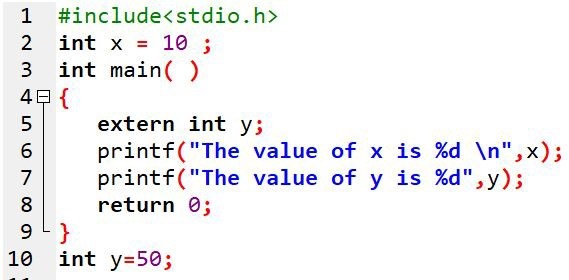 1 #include<stdio.h>
2 int x = 10 ;
3 int main( )
4 {
5 extern int y;
6 printf("The value of x is %d \n",x);
7 printf("The value of y is %d",y);
8 return 0;
9 }
10 int y=50;